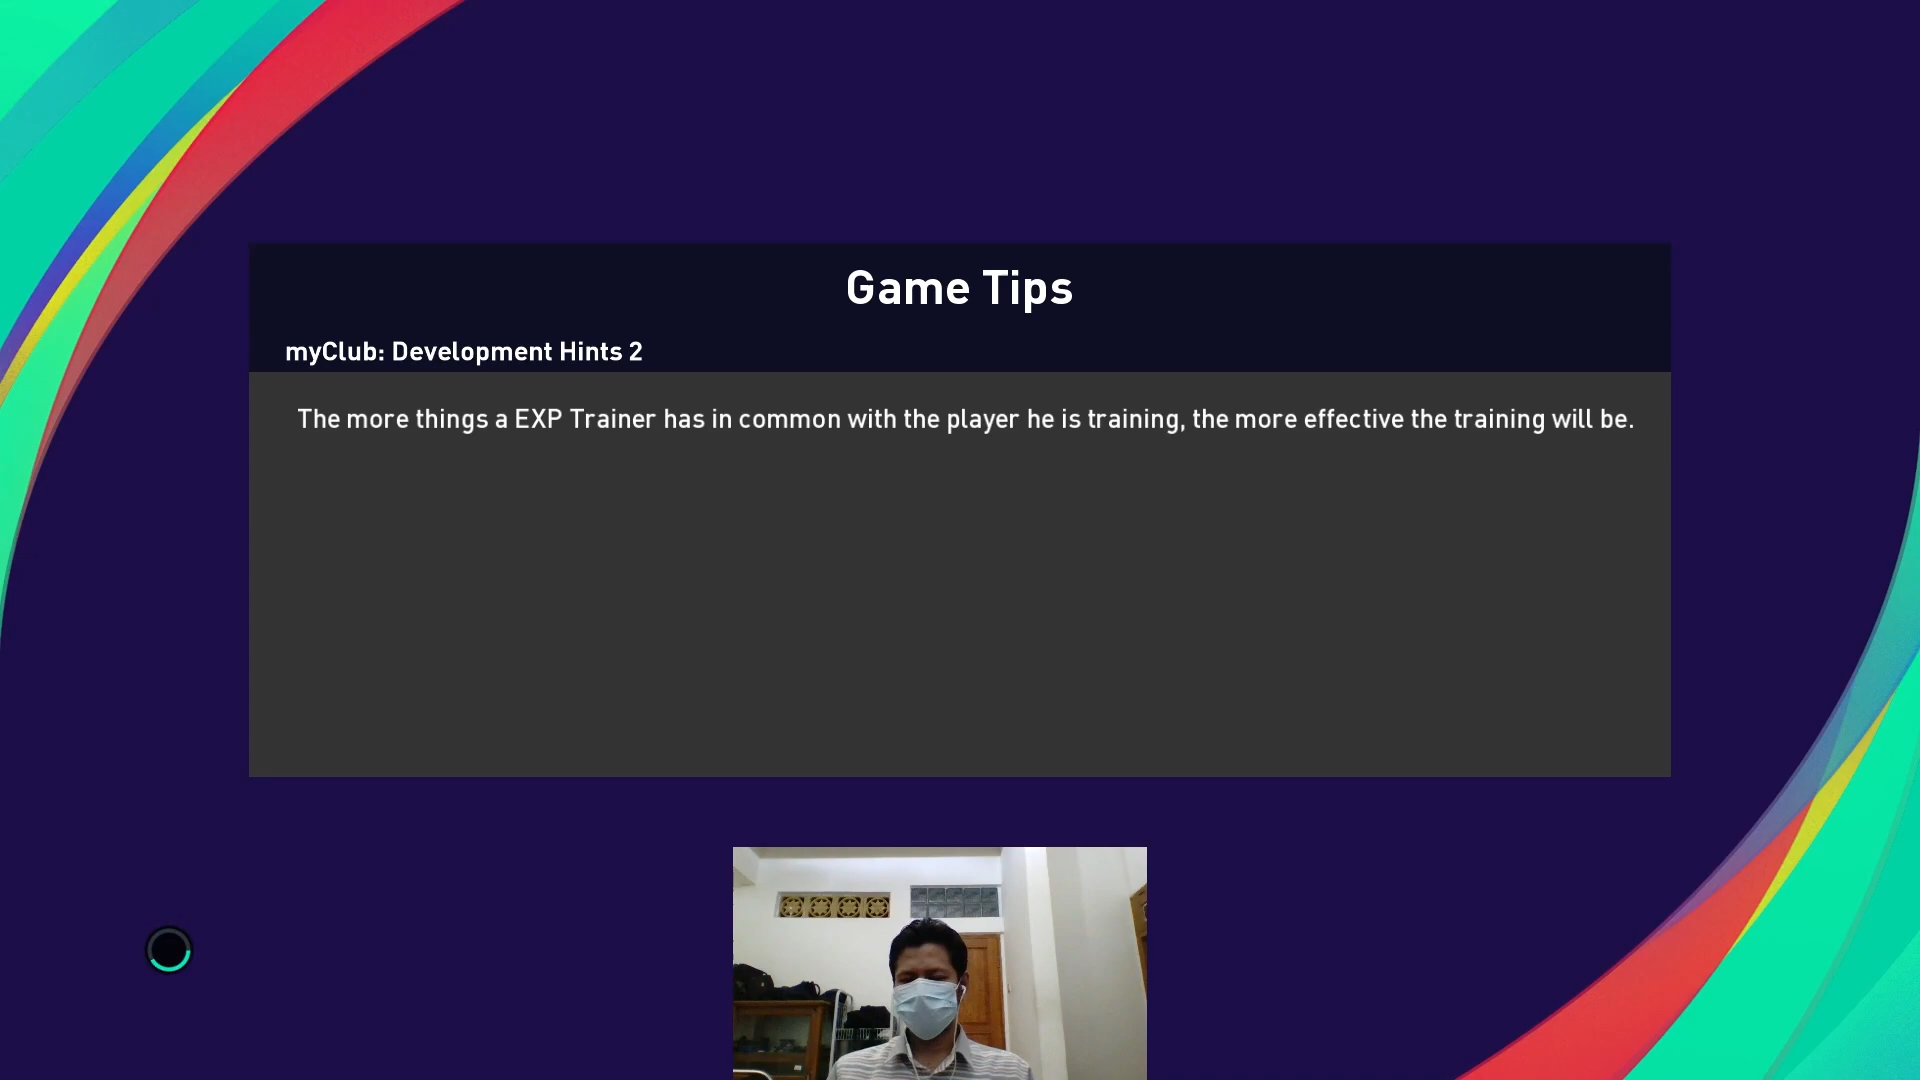 Game Tips
myClub: Development Hints 2
The more things a EXP Trainer has in common with the player he is training, the more effective the training will be.